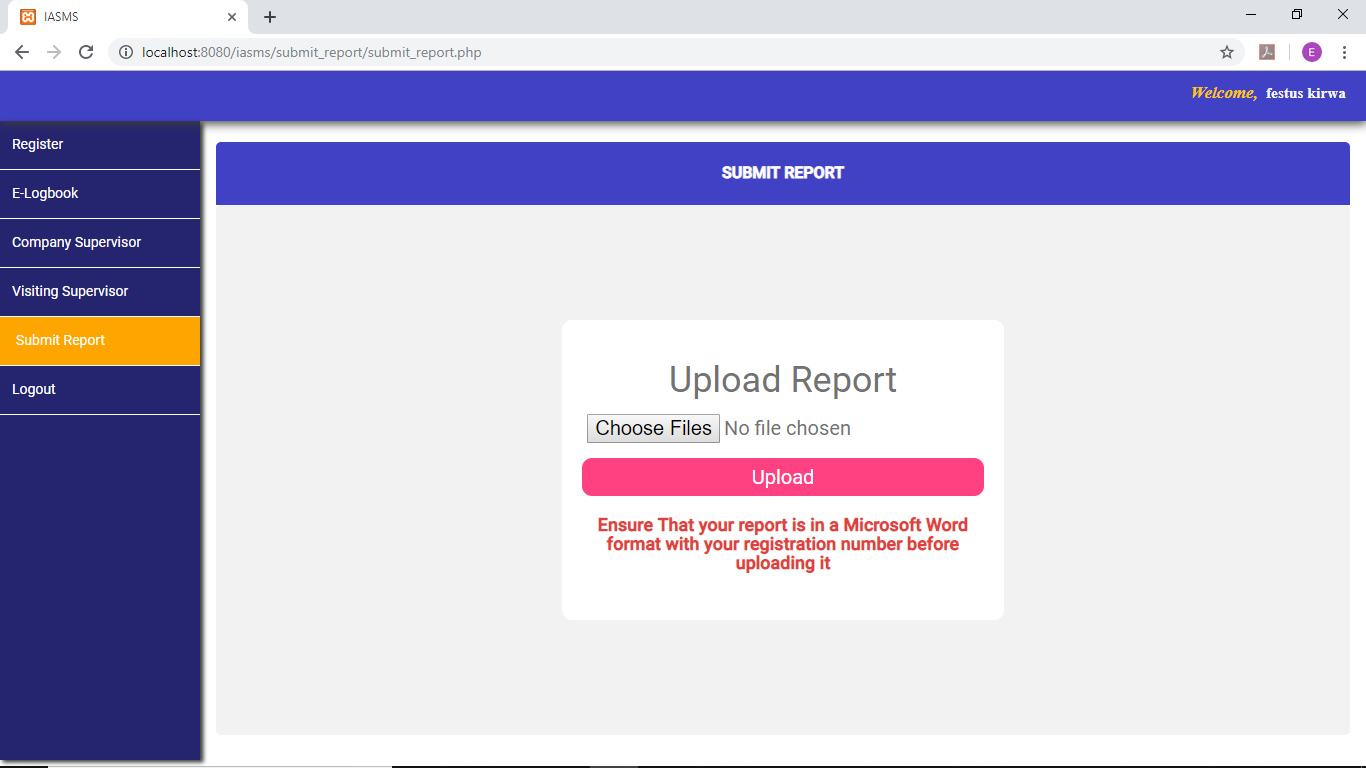 IASMS
localhost:8080/iasms/submit_report/submit_report.php
E
Welcome, festus kirwa
Register
E-Logbook
Company Supervisor
Visiting Supervisor
Submit Report
Logout
SUBMIT REPORT
Upload Report
Choose Files No file chosen
Upload
Ensure That your report is in a Microsoft Word
format with your registration number before
uploading it